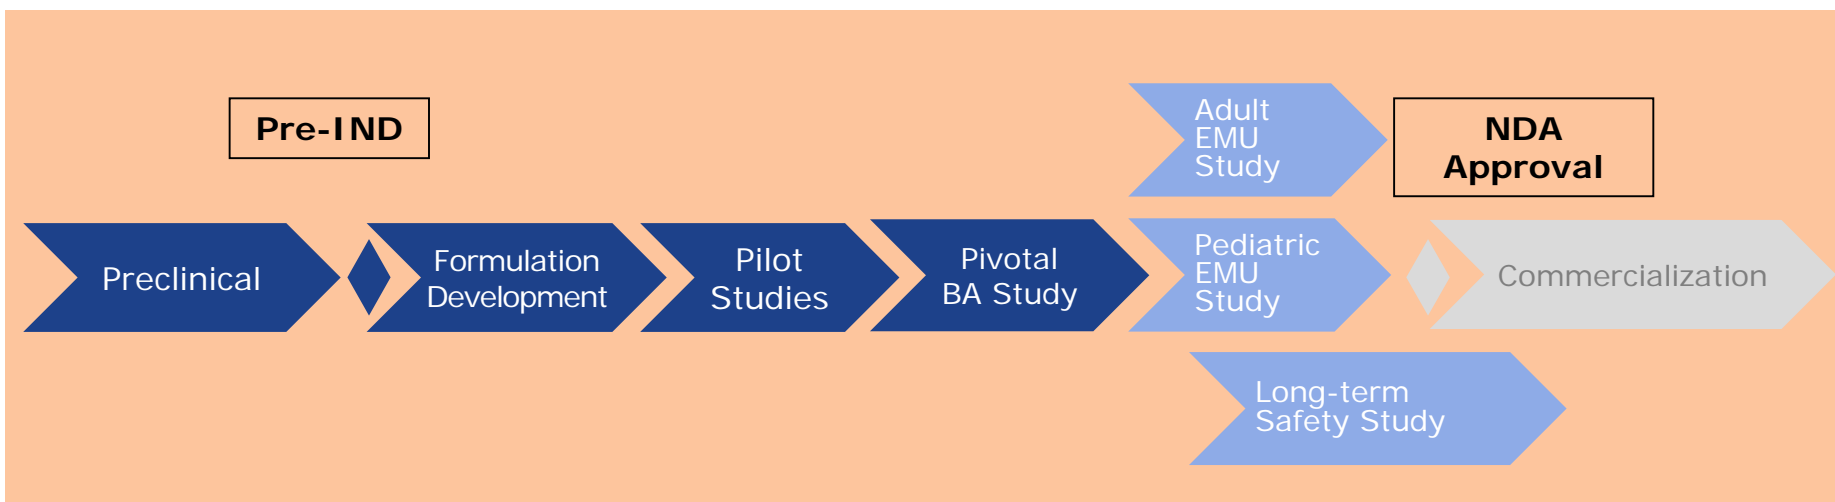 Pre-IND
Adult
EMU
Study
NDA
Approval
Preclinical
Formulation
Development
Pilot
Studies
Pivotal
BA Study
Pediatric
EMU
Study
Commercialization
Long-term
Safety Study